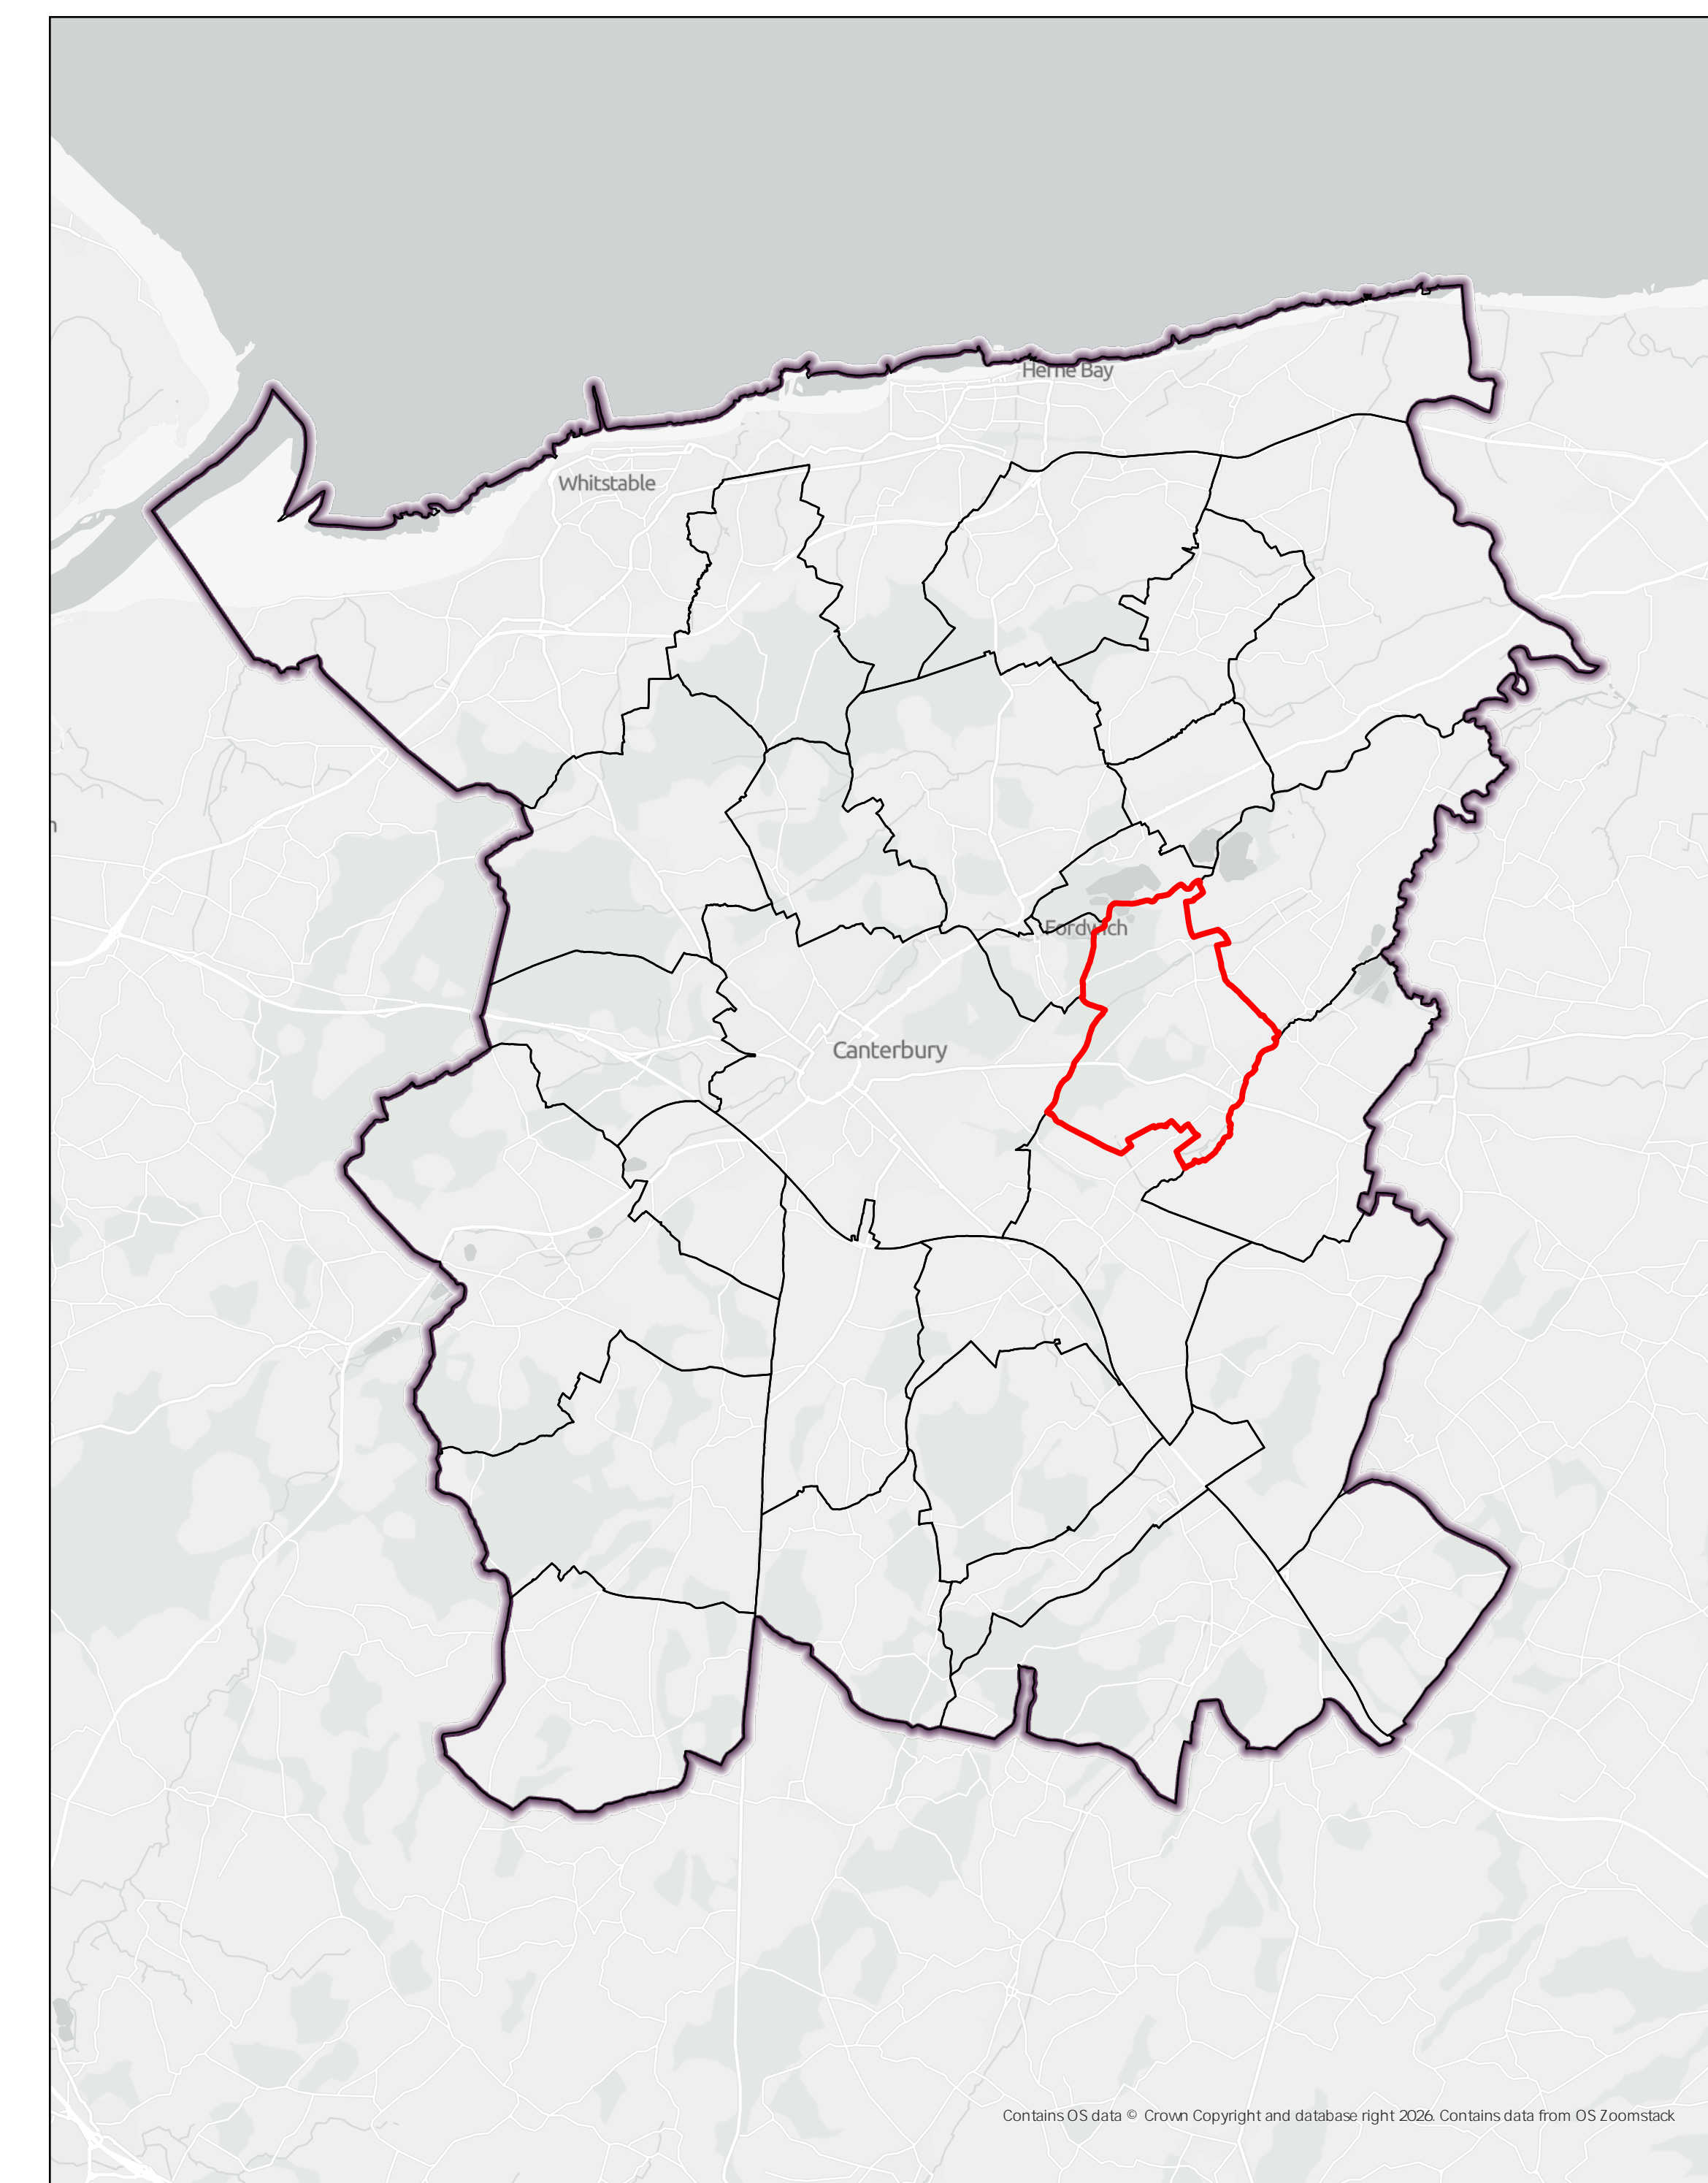 Herne Bay
Whitstable
n
Fordwich
Canterbury
Contains OS data © Crown Copyright and database right 2026. Contains data from OS Zoomstack